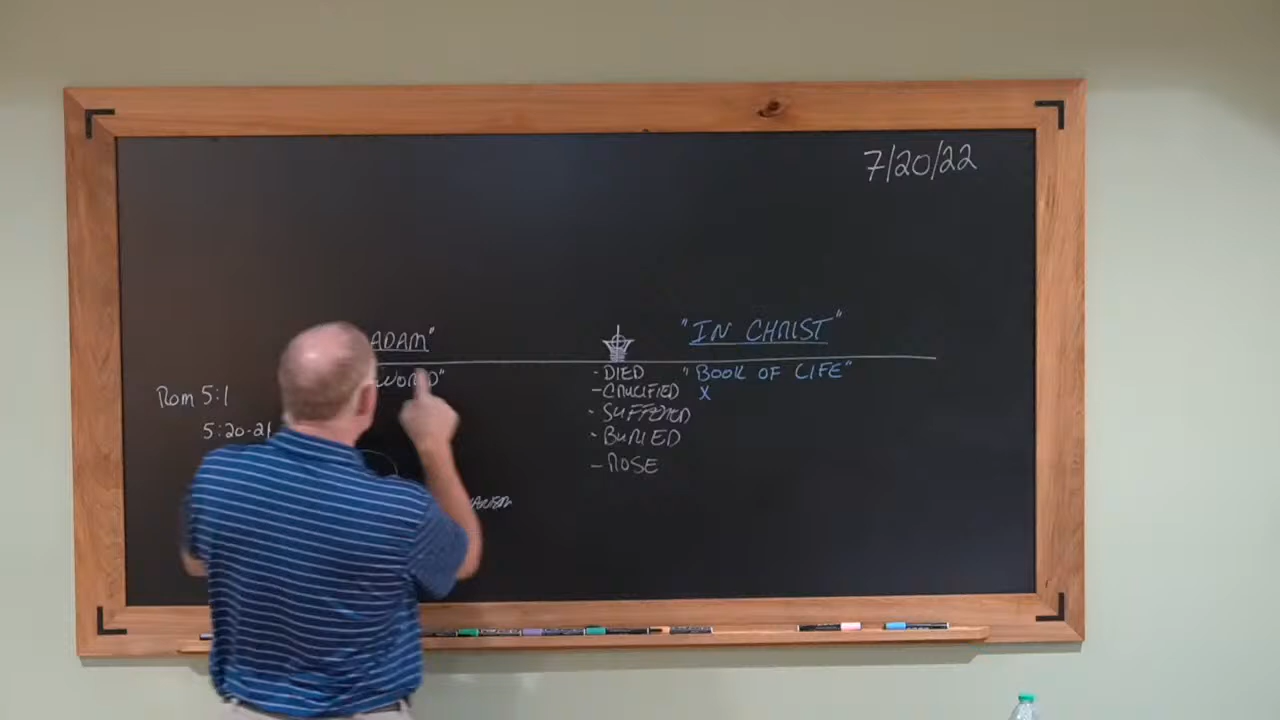 7/20/22
ADAM"
"IN CHRIST"
WORLD"
- DIED
"BOOK OF LIFE"
- CRUCIFIED
X
Rom 5:1
- SUFFERED
5:20-21
- BURIED
- ROSE